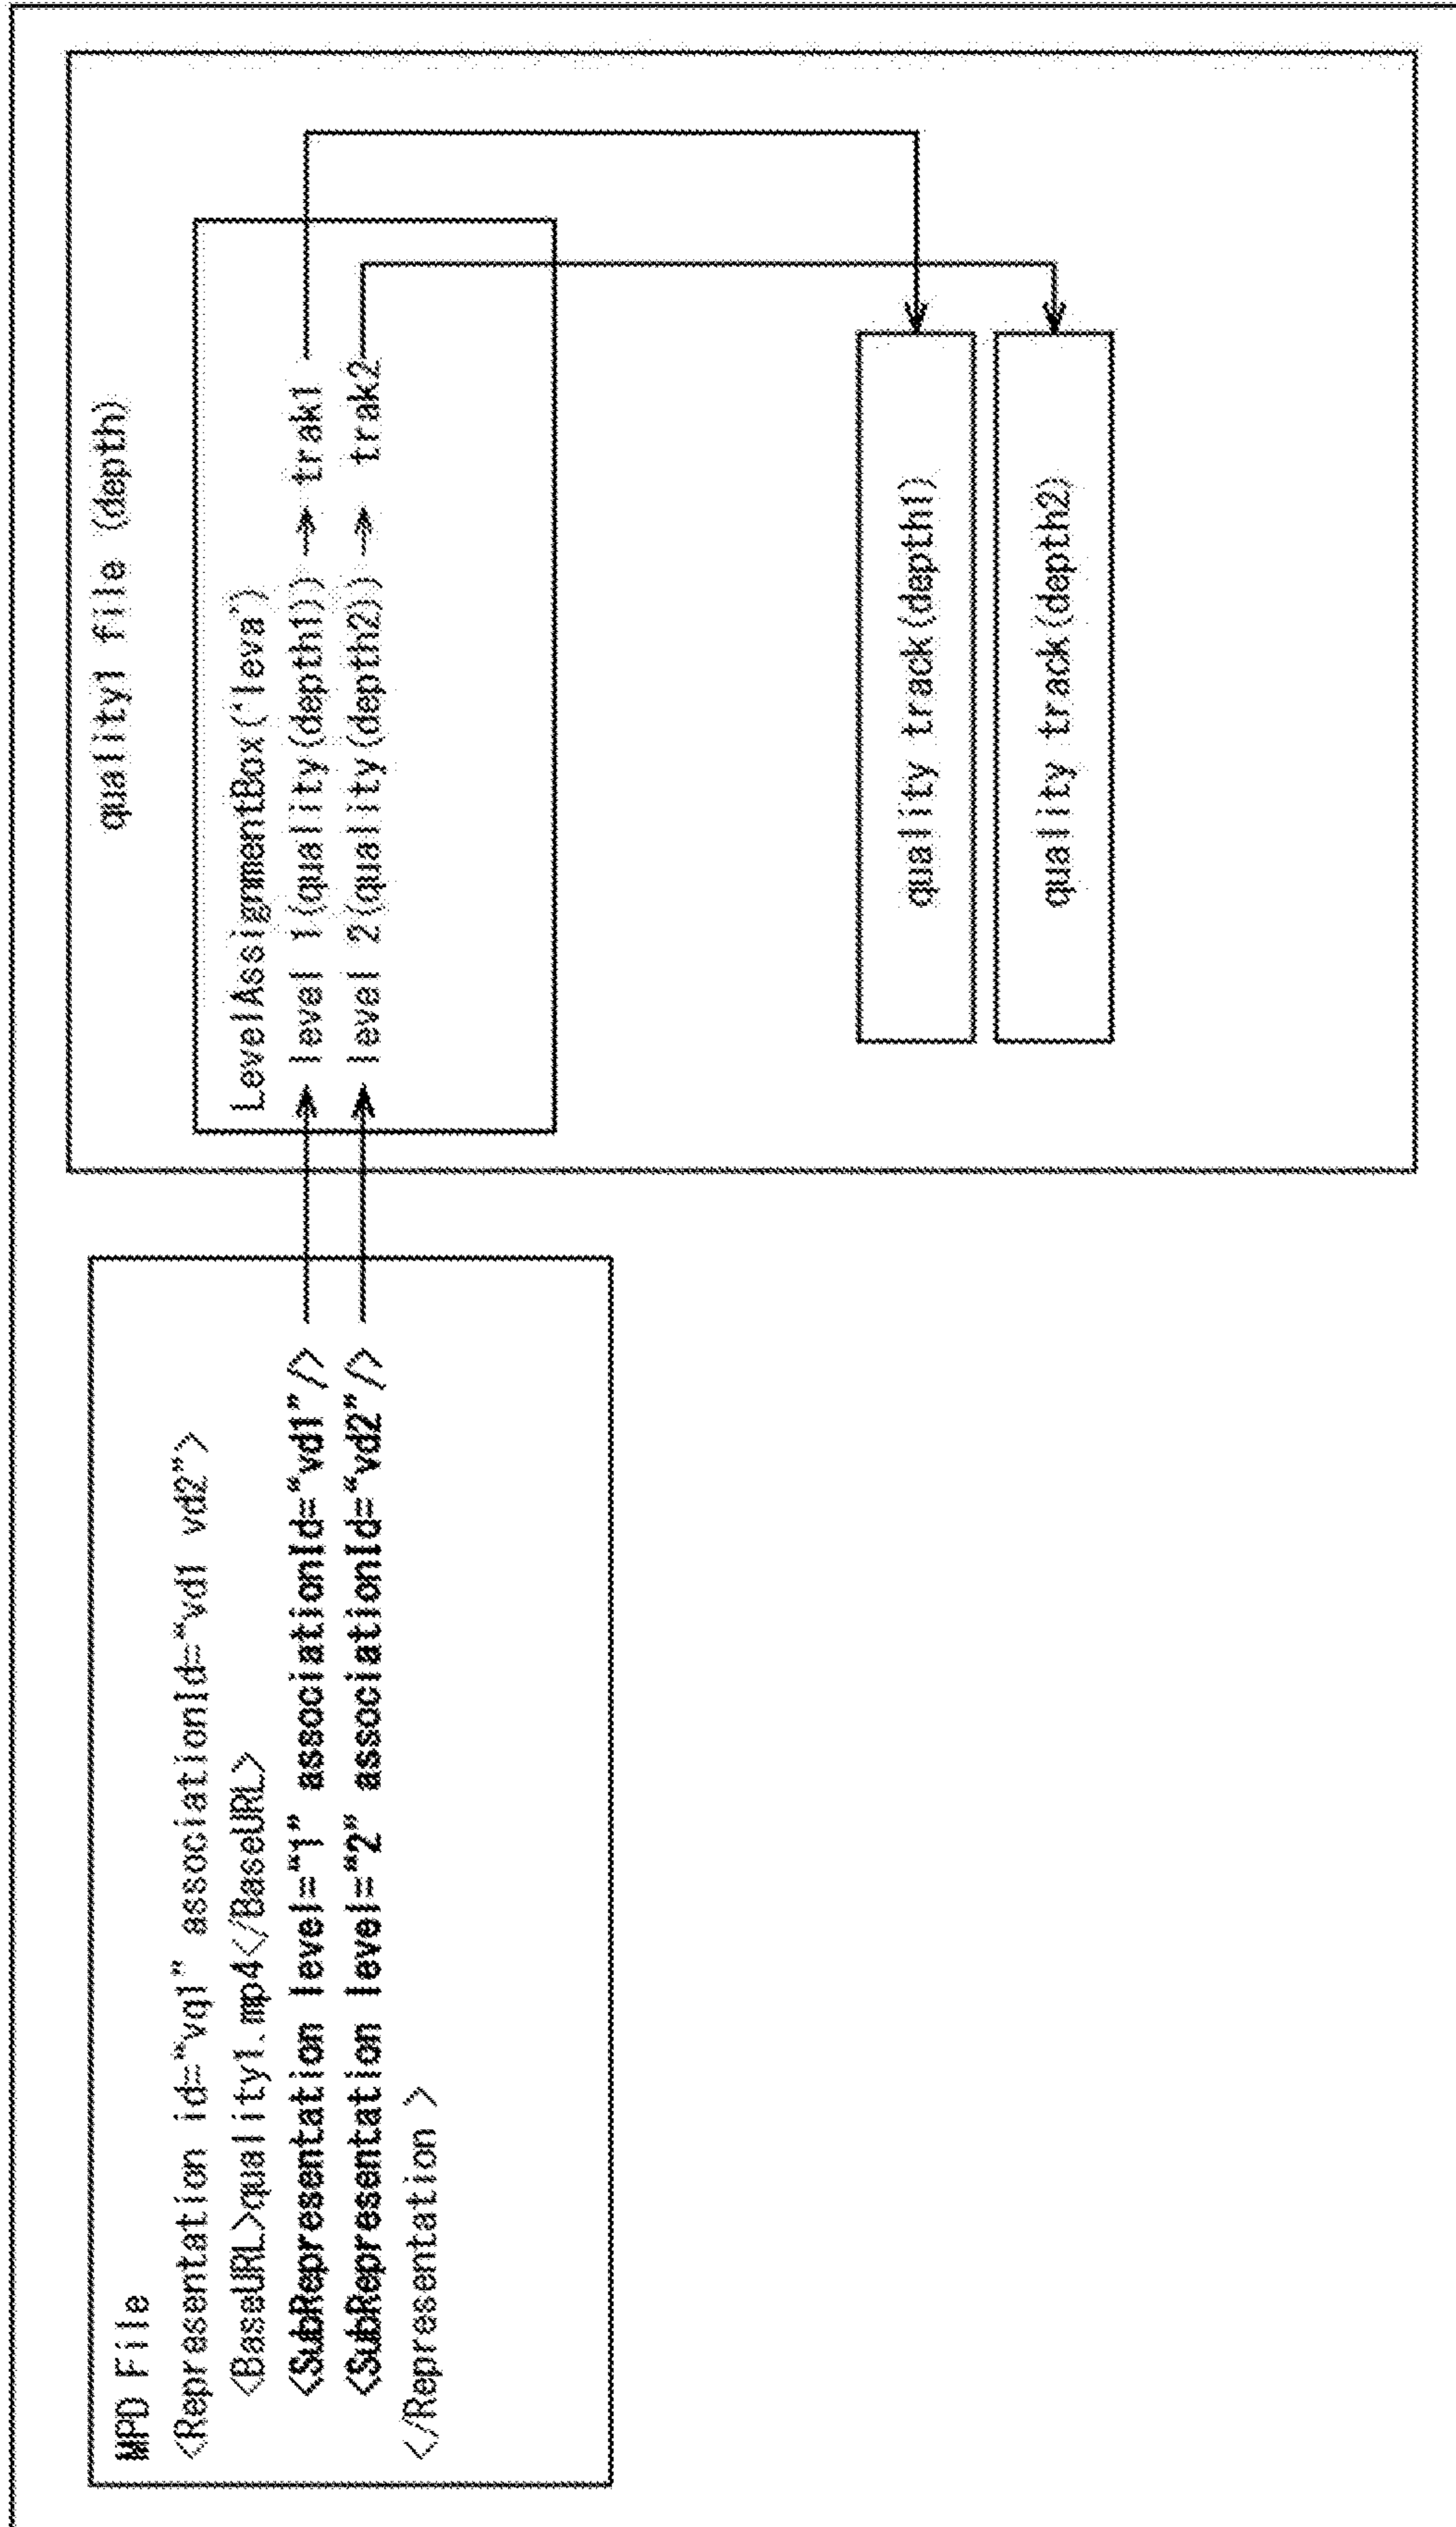 MPD File
<Representation id="vq1" associationId="vd1 vd2">
<BaseURL>quality1.mp4</BaseURL>
<SubRepresentation level="1" associationId="vd1"/>
<SubRepresentation level="2" associationId="vd2"/>
</Representation >
quality1 file (depth)
LevelAssignmentBox('leva')
level 1(quality(depth1)) → trak1
level 2(quality(depth2)) → trak2
quality track(depth1)
quality track(depth2)